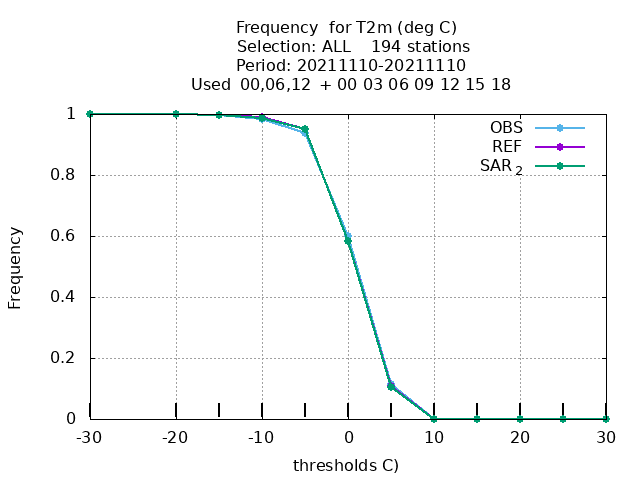 Frequency  for T2m (deg C)
Selection: ALL    194 stations
Period: 20211110-20211110
Used  00,06,12  + 00 03 06 09 12 15 18
OBS
REF
SAR 2
1
0.8
0.6
0.4
0.2
0
Frequency
-30 -20 -10 0 10 20 30
thresholds C)